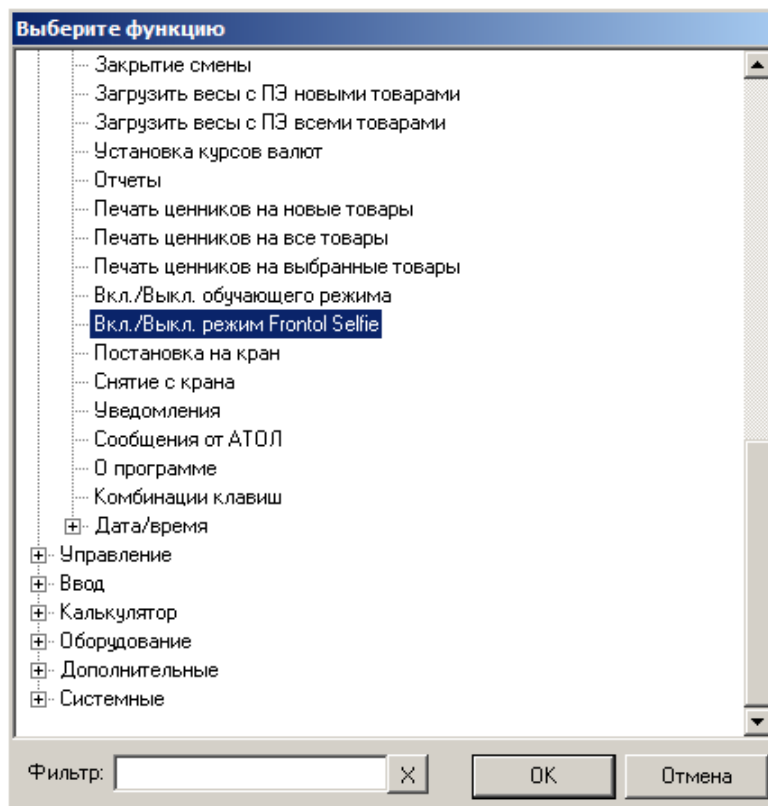 Выберите функцию
Закрытие смены
Загрузить весы с ПЭ новыми товарами
Загрузить весы с ПЭ всеми товарами
Установка курсов валют
Отчеты
Печать ценников на новые товары
Печать ценников на все товары
Печать ценников на выбранные товары
Вкл./Выкл. обучающего режима
Вкл./Выкл. режим Frontol Selfie
Постановка на кран
Снятие с крана
Уведомления
Сообщения от АТОЛ
О программе
Комбинации клавиш
Дата/время
Управление
Ввод
Калькулятор
Оборудование
Дополнительные
Системные
Фильтр: X OK Отмена